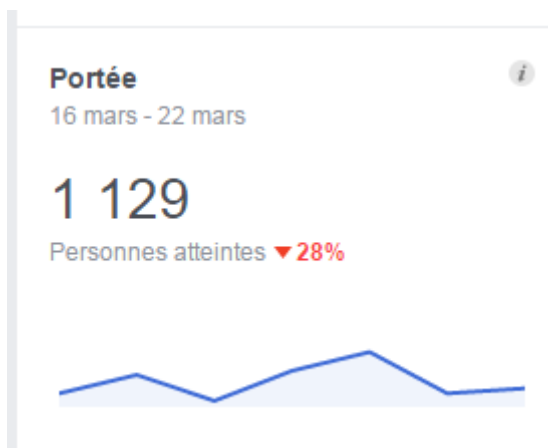 Portée
i
16 mars - 22 mars
1 129
Personnes atteintes ▼28%